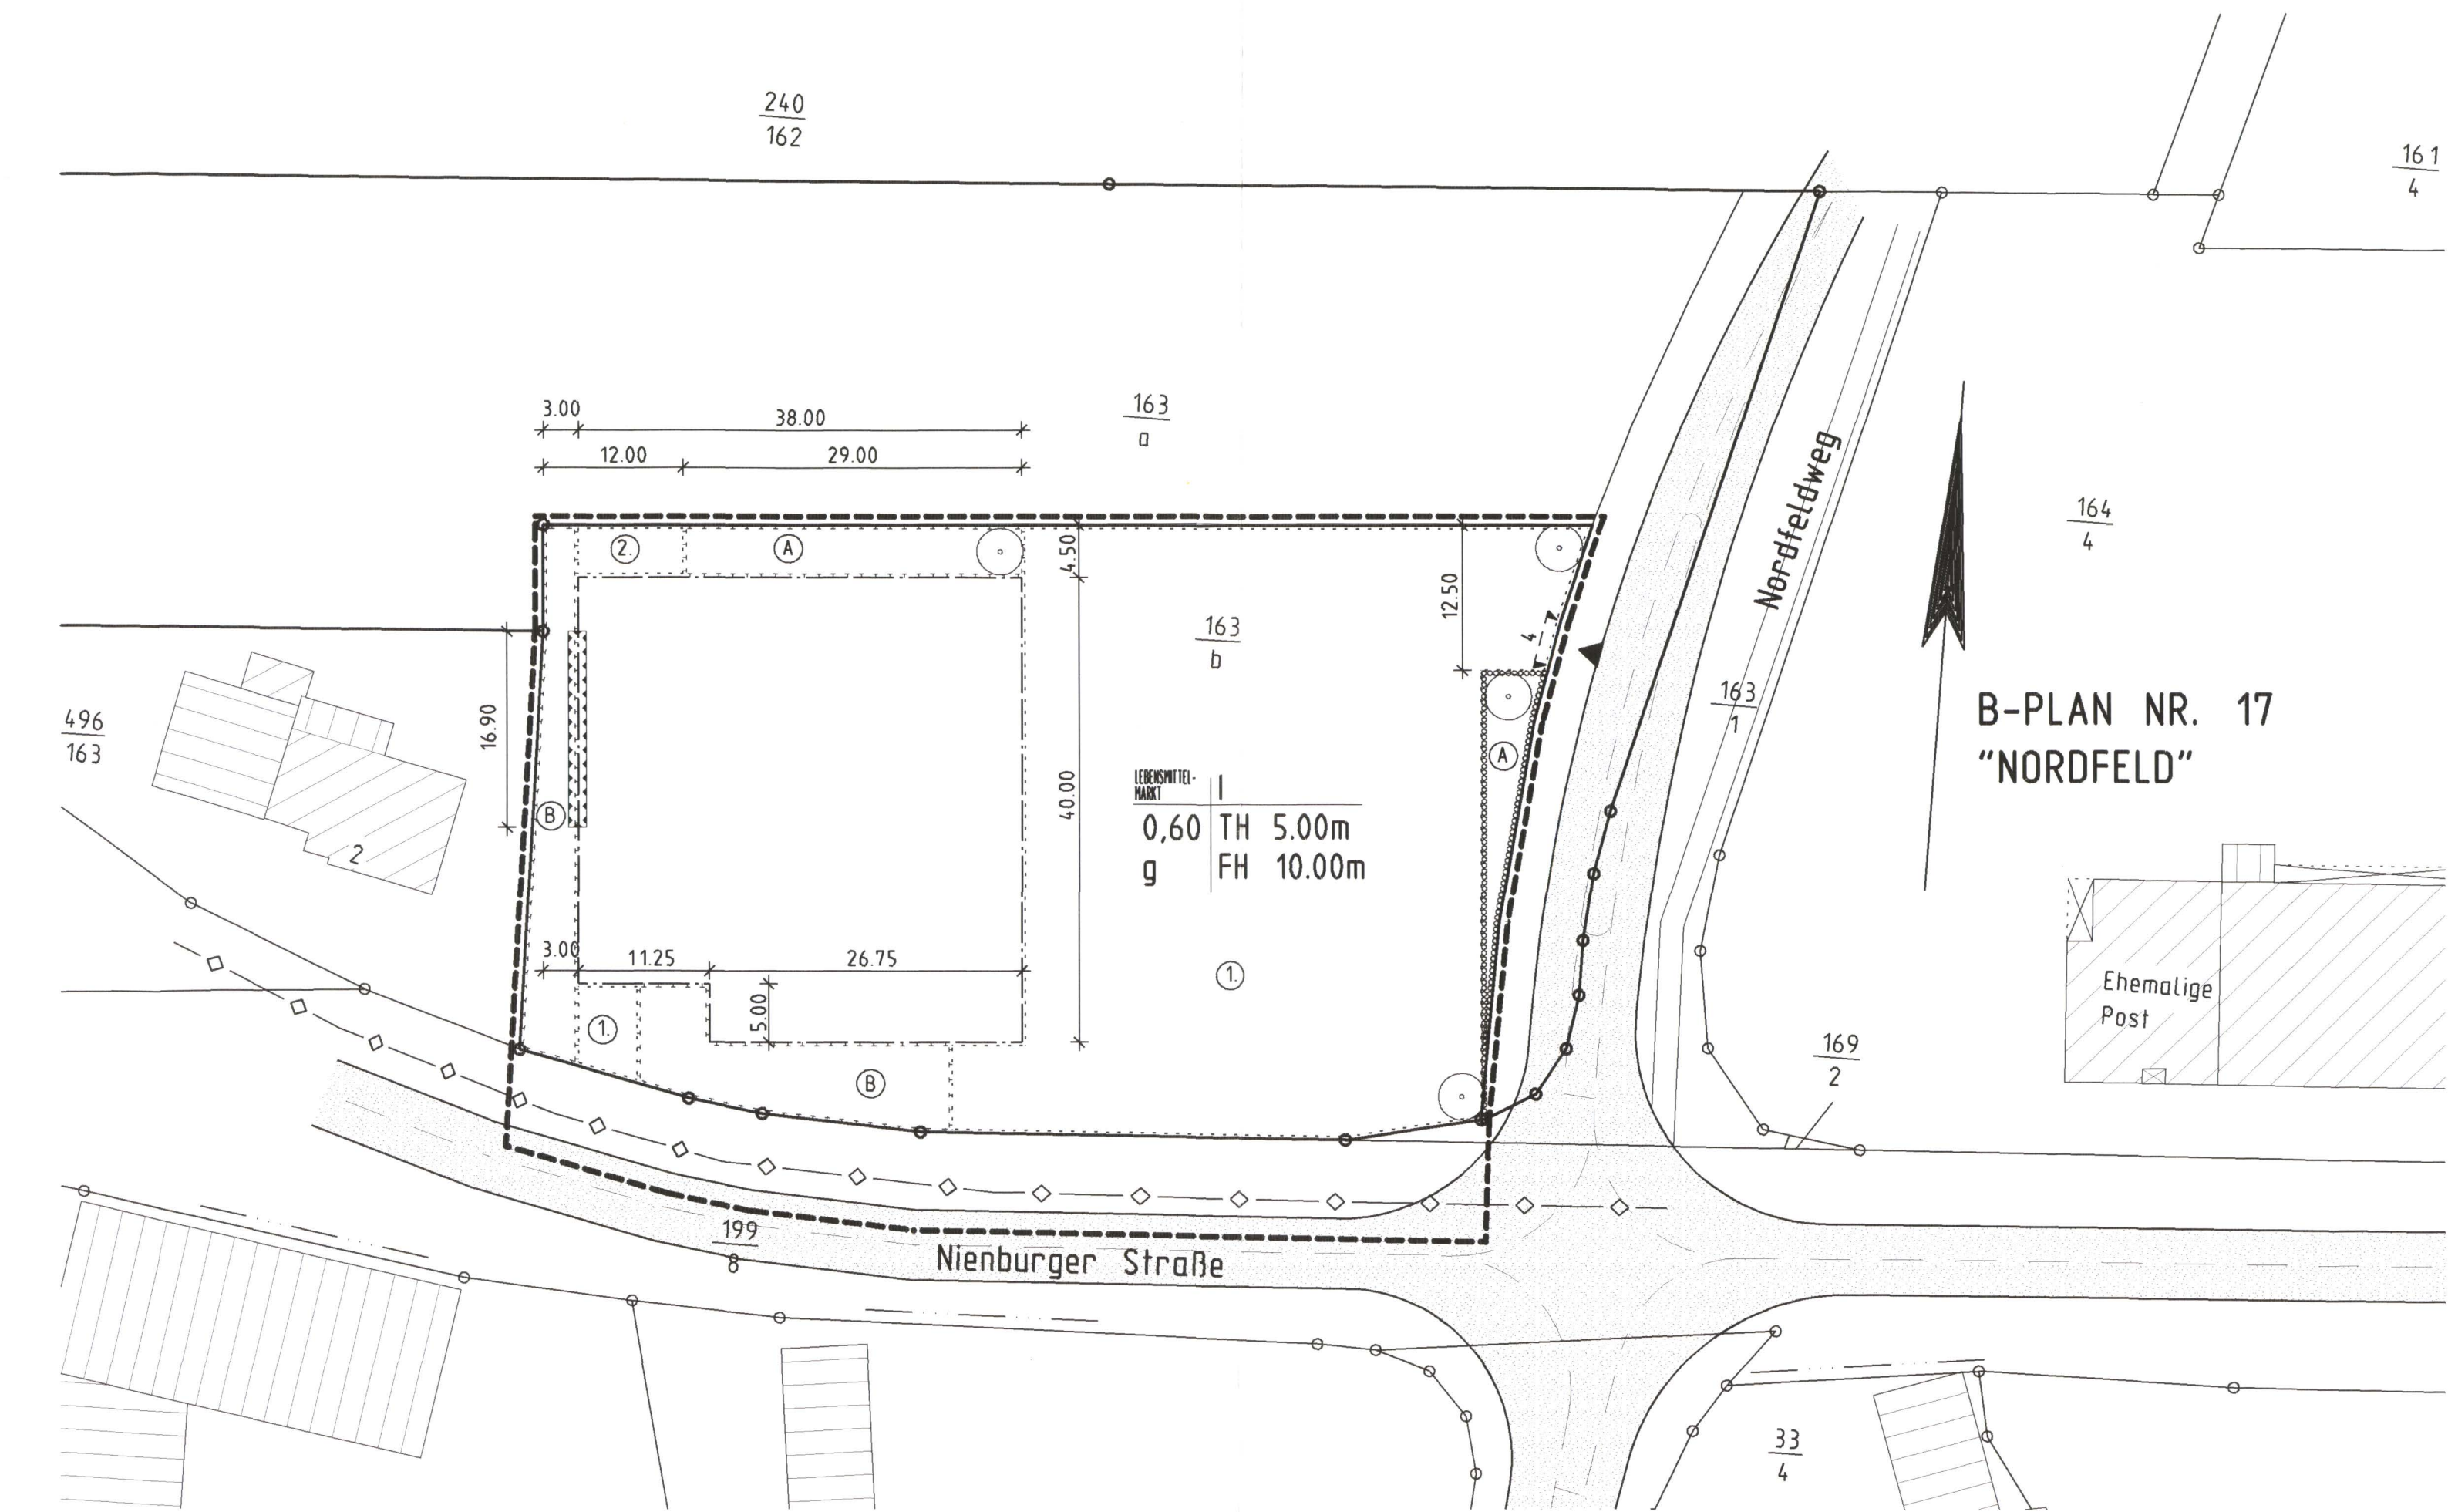 240
162
161
4
3.00
38.00
163
a
12.00
29.00
164
4
2.
A
4.50
12.50
Nordfeldweg
163
b
4
496
163
16.90
163
1
B-PLAN NR. 17
"NORDFELD"
A
LEBENSMITTEL-
MARKT
I
40.00
0,60
TH 5.00m
B
g
FH 10.00m
2
3.00
11.25
26.75
1.
Ehemalige
Post
5.00
1.
169
2
B
199
8
Nienburger Straße
33
4